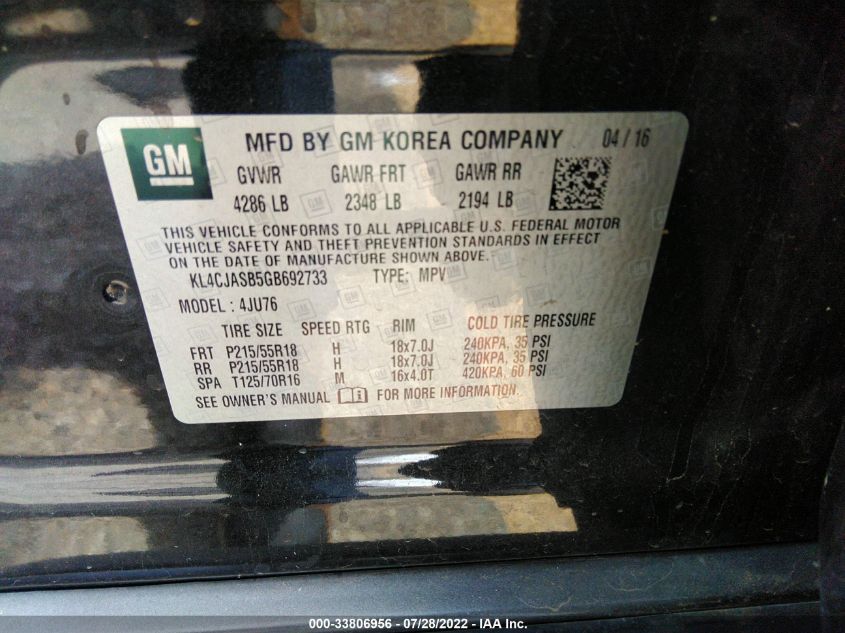 GM
MFD BY GM KOREA COMPANY 04 / 16
GVWR GAWR FRT GAWR RR
4286 LB 2348 LB 2194 LB
THIS VEHICLE CONFORMS TO ALL APPLICABLE U.S. FEDERAL MOTOR
VEHICLE SAFETY AND THEFT PREVENTION STANDARDS IN EFFECT
ON THE DATE OF MANUFACTURE SHOWN ABOVE.
KL4CJASB5GB692733 TYPE: MPV
MODEL : 4JU76
TIRE SIZE SPEED RTG RIM COLD TIRE PRESSURE
FRT P215/55R18 H 18x7.0J 240KPA, 35 PSI
RR P215/55R18 H 18x7.0J 240KPA, 35 PSI
SPA T125/70R16 M 16x4.0T 420KPA, 60 PSI
SEE OWNER'S MANUAL FOR MORE INFORMATION.
000-33806956 - 07/28/2022 - IAA Inc.